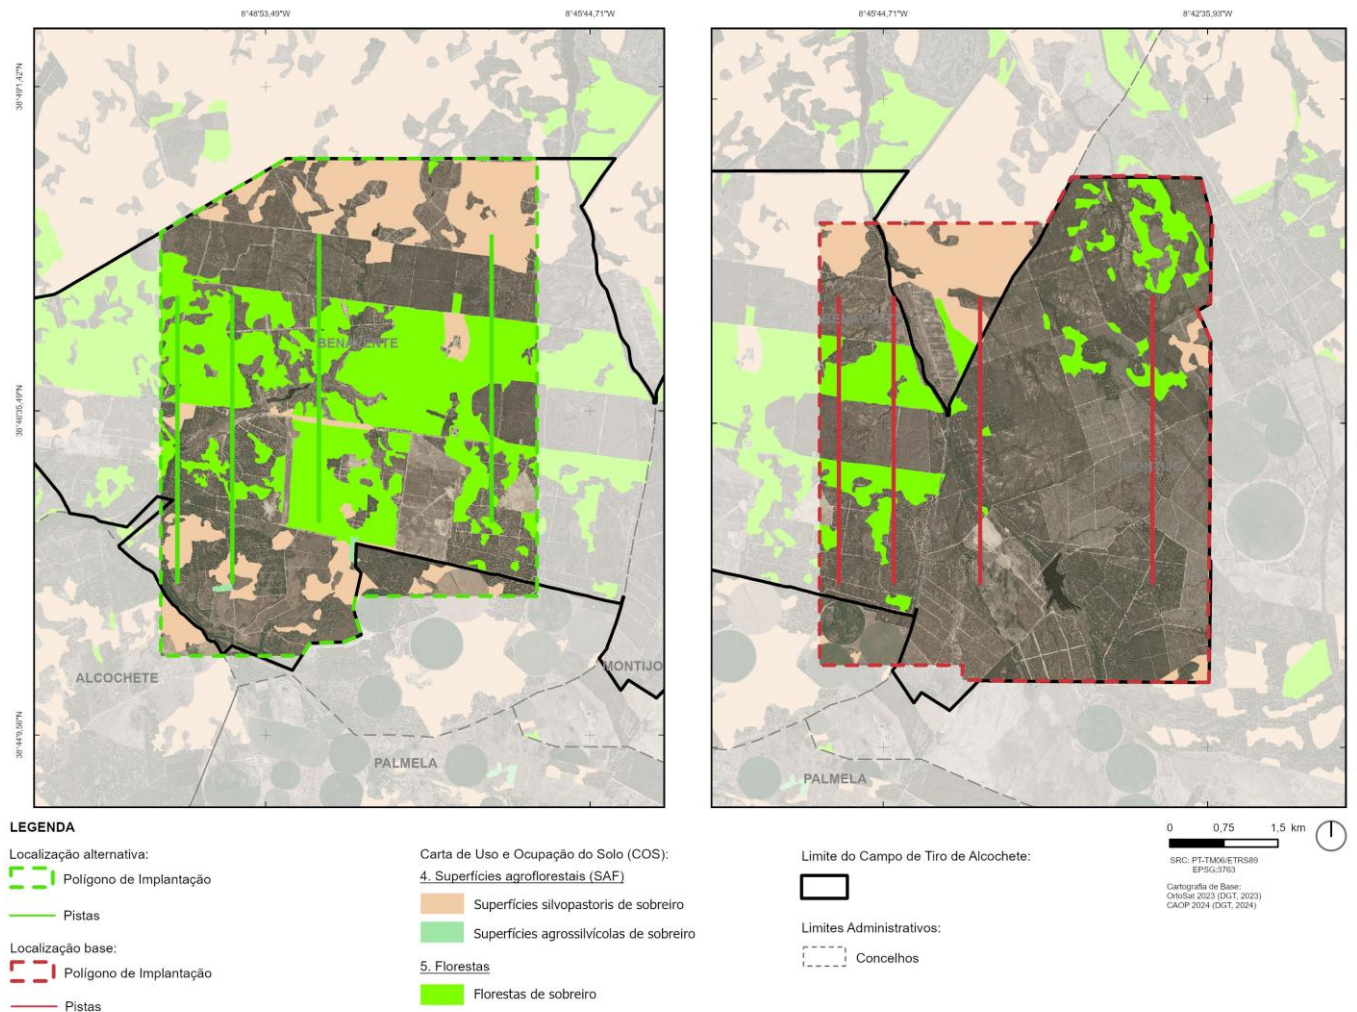 8°48'53,49"W
8°45'44,71"W
8°45'44,71"W
8°42'35,93"W
38°49'1,42"N
38°46'35,49"N
38°44'9,56"N
BENAVENTE
ALCOCHETE
MONTIJO
PALMELA
PALMELA
LEGENDA
Localização alternativa:
Polígono de Implantação
Pistas
Localização base:
Polígono de Implantação
Pistas
Carta de Uso e Ocupação do Solo (COS):
4. Superfícies agroflorestais (SAF)
Superfícies silvopastoris de sobreiro
Superfícies agrossilvícolas de sobreiro
5. Florestas
Florestas de sobreiro
Limite do Campo de Tiro de Alcochete:
Limites Administrativos:
Concelhos
0 0,75 1,5 km
SRC: PT-TM06/ETRS89
EPSG:3763
Cartografia de Base:
OrtoSat 2023 (DGT, 2023)
CAOP 2024 (DGT, 2024)